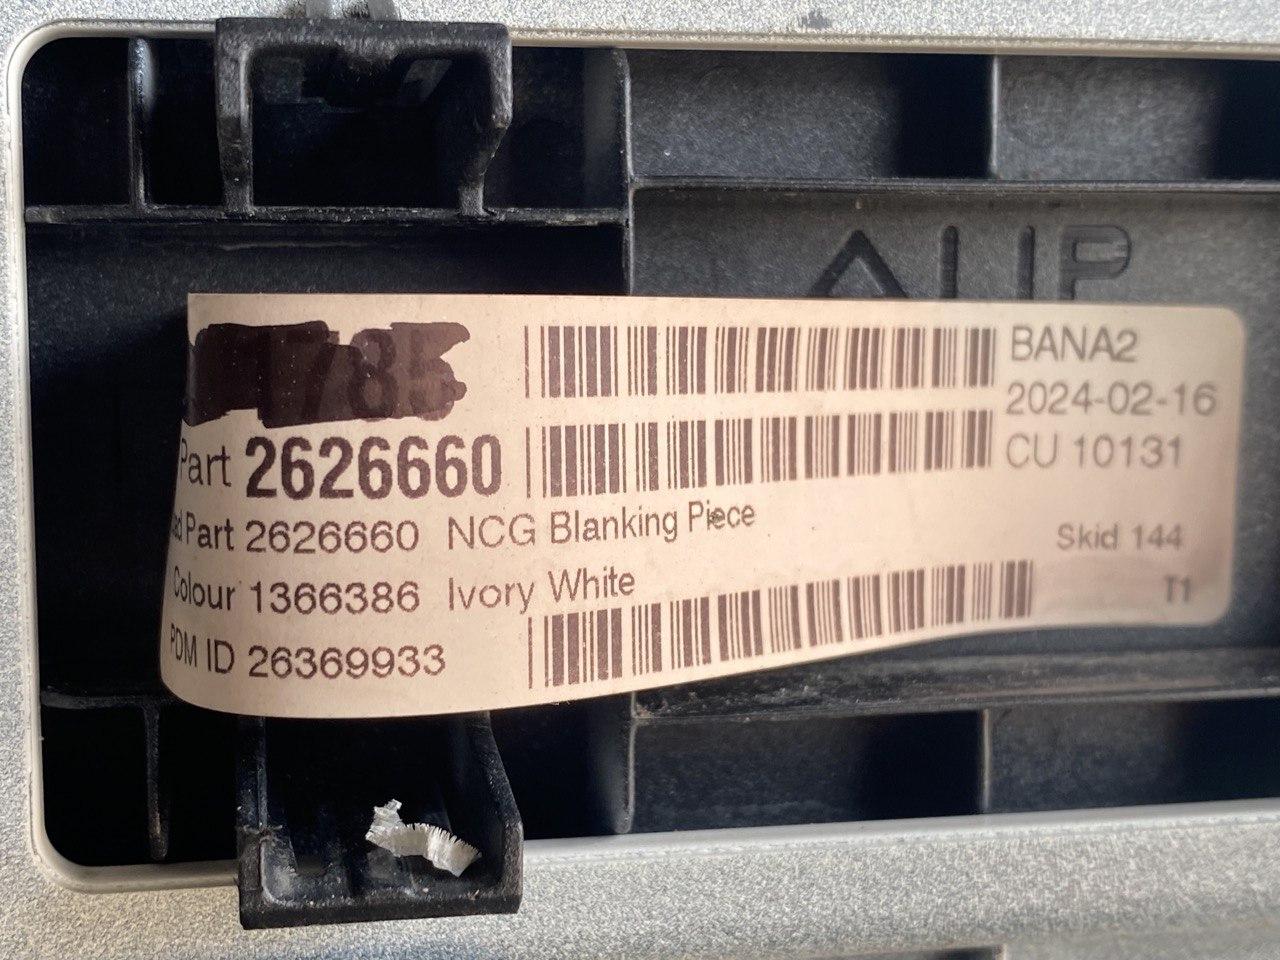 785
BANA2
2024-02-16
Part 2626660
CU 10131
Part 2626660 NCG Blanking Piece
Skid 144
Colour 1366386 Ivory White
T1
PDM ID 26369933